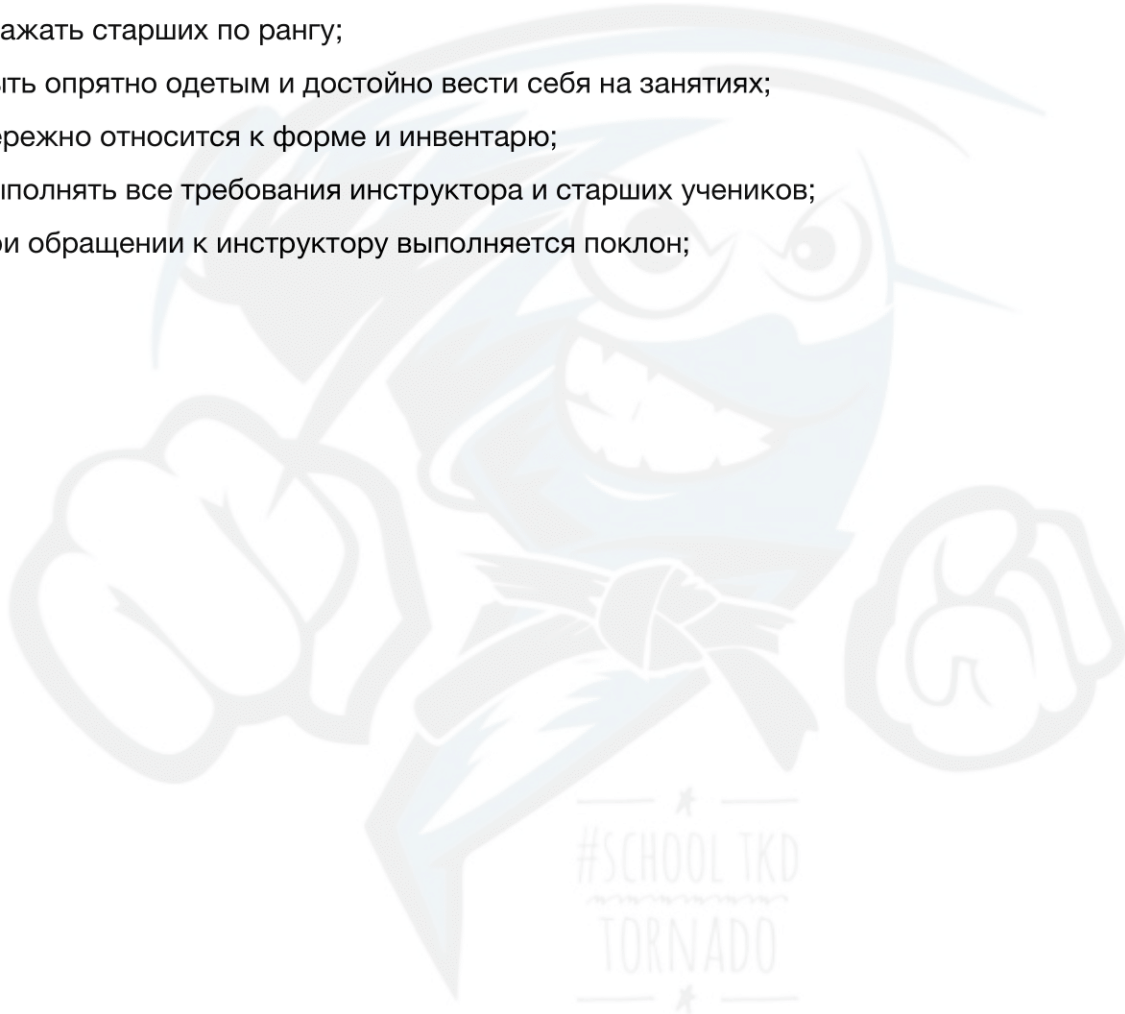 ажать старших по рангу;
ыть опрятно одетым и достойно вести себя на занятиях;
ережно относится к форме и инвентарю;
ыполнять все требования инструктора и старших учеников;
ри обращении к инструктору выполняется поклон;
#SCHOOL TKD
TORNADO